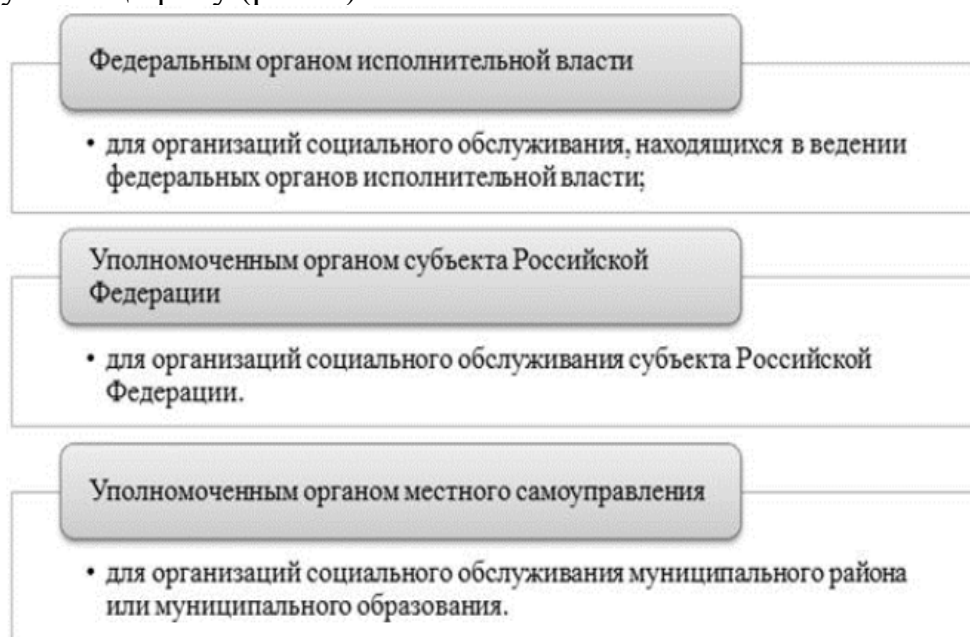 Федеральным органом исполнительной власти
• для организаций социального обслуживания, находящихся в ведении
федеральных органов исполнительной власти;
Уполномоченным органом субъекта Российской
Федерации
• для организаций социального обслуживания субъекта Российской
Федерации.
Уполномоченным органом местного самоуправления
• для организаций социального обслуживания муниципального района
или муниципального образования.